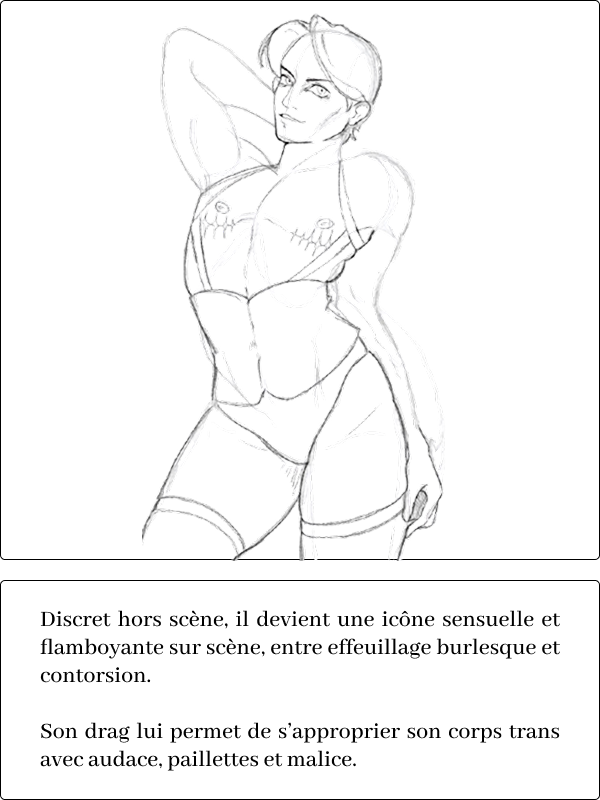 Discret hors scène, il devient une icône sensuelle et
flamboyante sur scène, entre effeuillage burlesque et
contorsion.
Son drag lui permet de s'approprier son corps trans
avec audace, paillettes et malice.